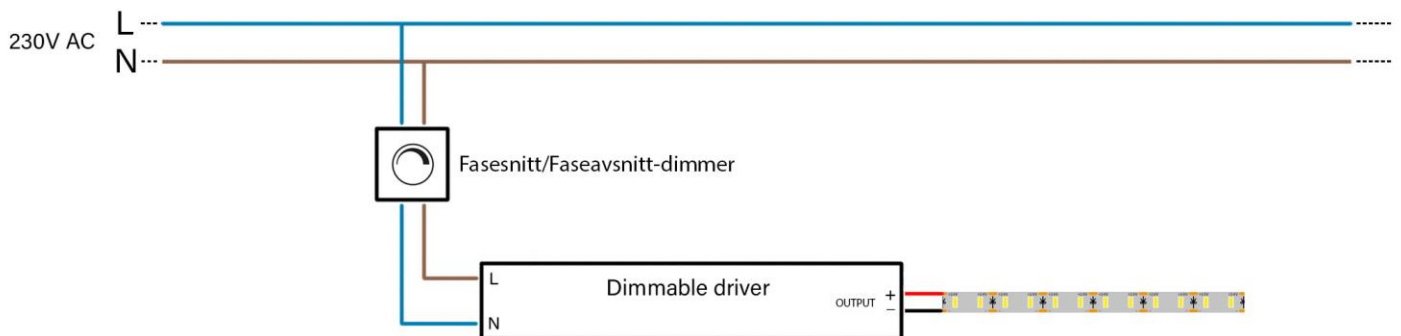 L
230V AC
N
Fasesnitt/Faseavsnitt-dimmer
L
Dimmable driver
OUTPUT
+
−
N